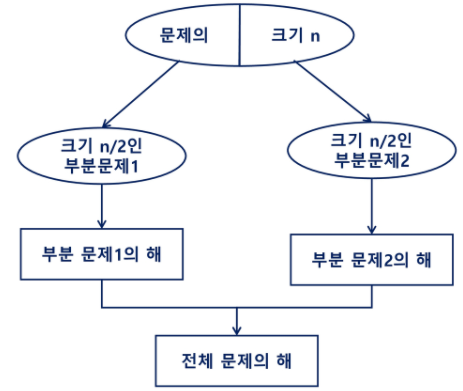 문제의 크기 n
크기 n/2인
부분문제1
크기 n/2인
부분문제2
부분 문제1의 해
부분 문제2의 해
전체 문제의 해